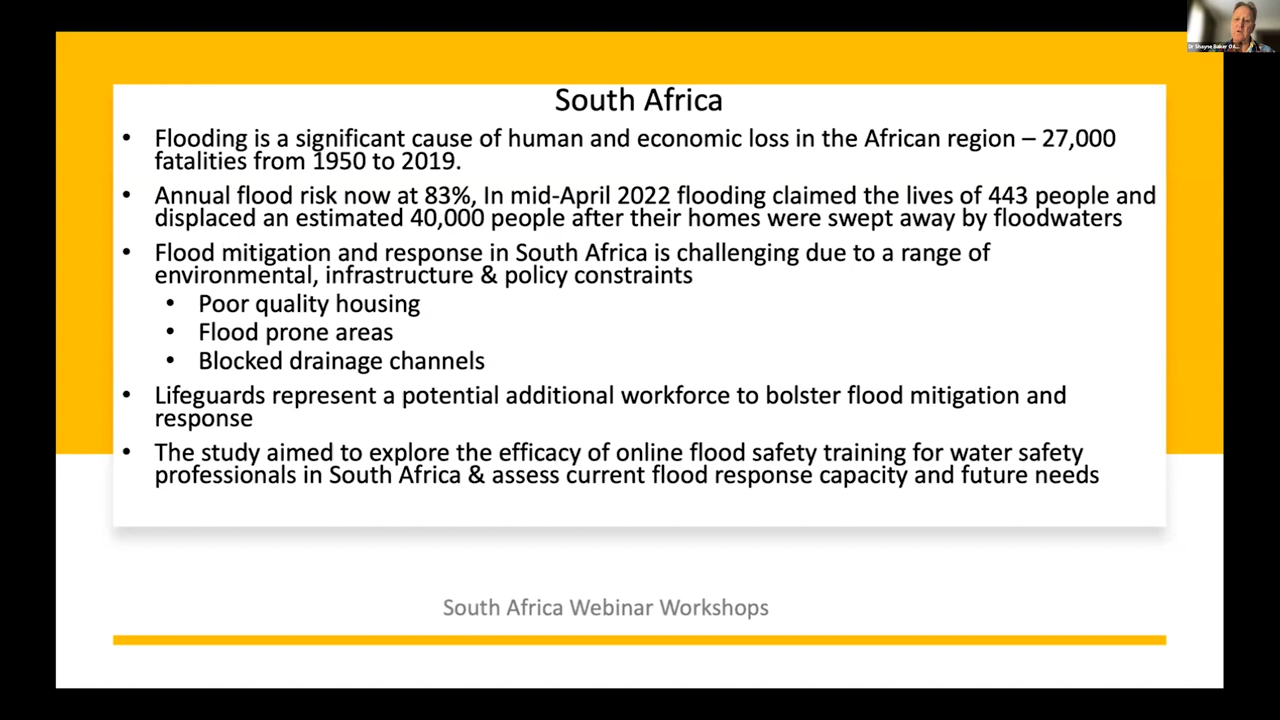 South Africa
• Flooding is a significant cause of human and economic loss in the African region – 27,000
fatalities from 1950 to 2019.
• Annual flood risk now at 83%, In mid-April 2022 flooding claimed the lives of 443 people and
displaced an estimated 40,000 people after their homes were swept away by floodwaters
• Flood mitigation and response in South Africa is challenging due to a range of
environmental, infrastructure & policy constraints
• Poor quality housing
• Flood prone areas
• Blocked drainage channels
• Lifeguards represent a potential additional workforce to bolster flood mitigation and
response
• The study aimed to explore the efficacy of online flood safety training for water safety
professionals in South Africa & assess current flood response capacity and future needs
South Africa Webinar Workshops
Dr Shayne Baker